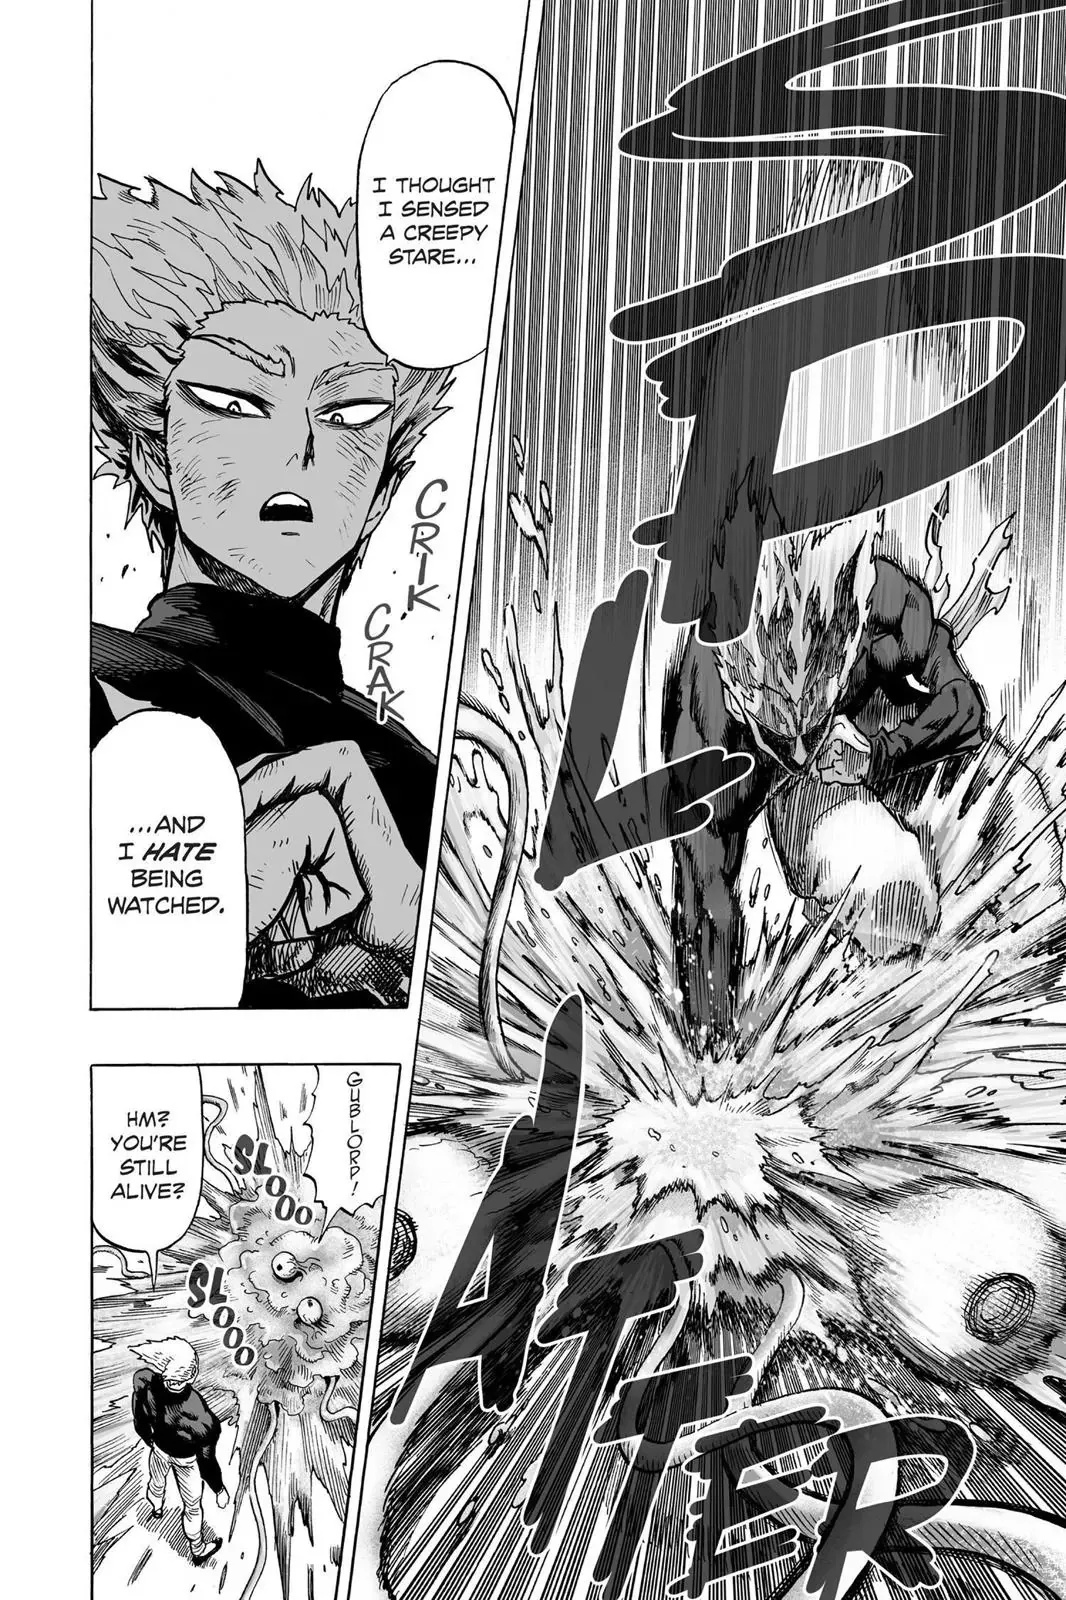 SPLATTER
I THOUGHT
I SENSED
A CREEPY
STARE...
CRIK
CRAK
...AND
I HATE
BEING
WATCHED.
GUBLORP!
SLOOO
SLOOO
HM?
YOU'RE
STILL
ALIVE?